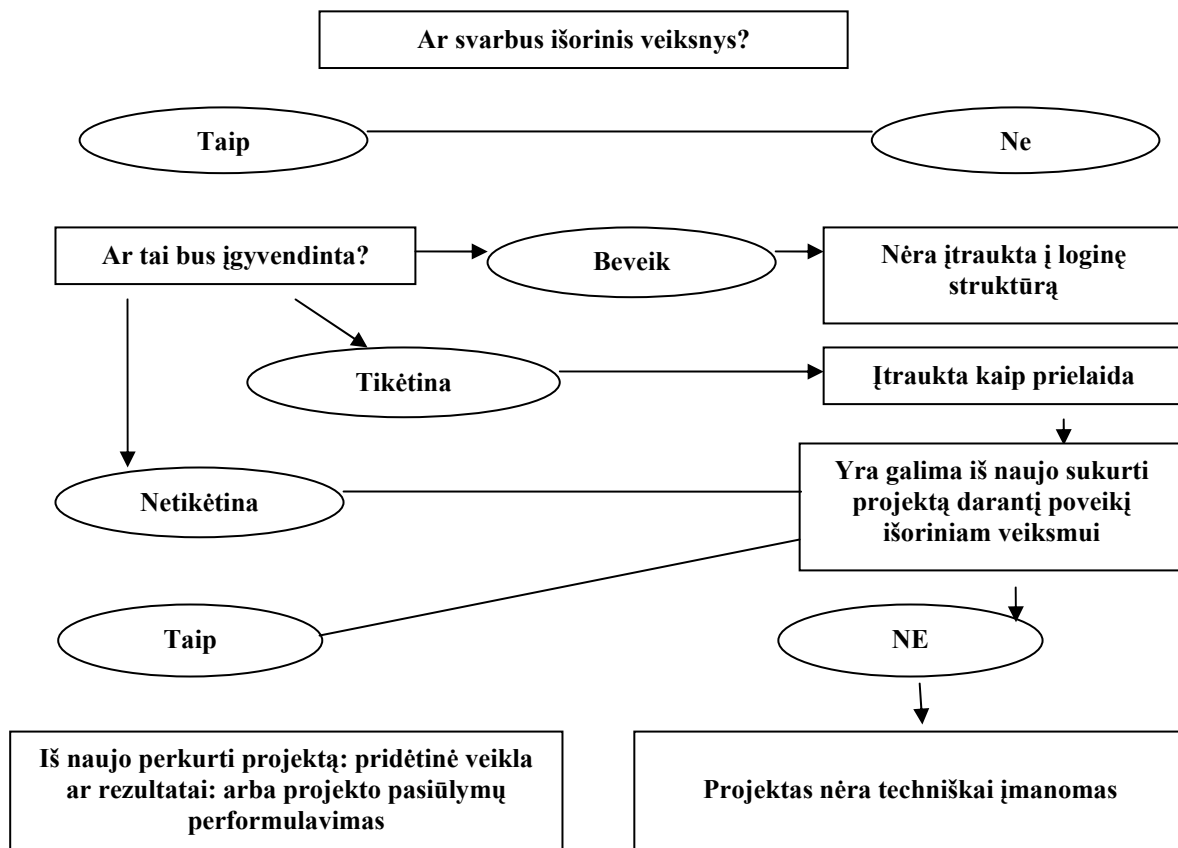 Ar svarbus išorinis veiksnys?
Taip
Ne
Ar tai bus įgyvendinta?
Beveik
Nėra įtraukta į loginę
struktūrą
Tikėtina
Įtraukta kaip prielaida
Netikėtina
Yra galima iš naujo sukurti
projektą darantį poveikį
išoriniam veiksmui
Taip
NE
Iš naujo perkurti projektą: pridėtinė veikla
ar rezultatai: arba projekto pasiūlymų
performulavimas
Projektas nėra techniškai įmanomas